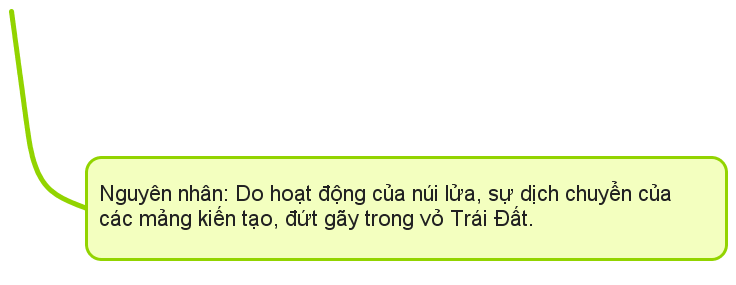 Nguyên nhân: Do hoạt động của núi lửa, sự dịch chuyển của
các mảng kiến tạo, đứt gãy trong vỏ Trái Đất.